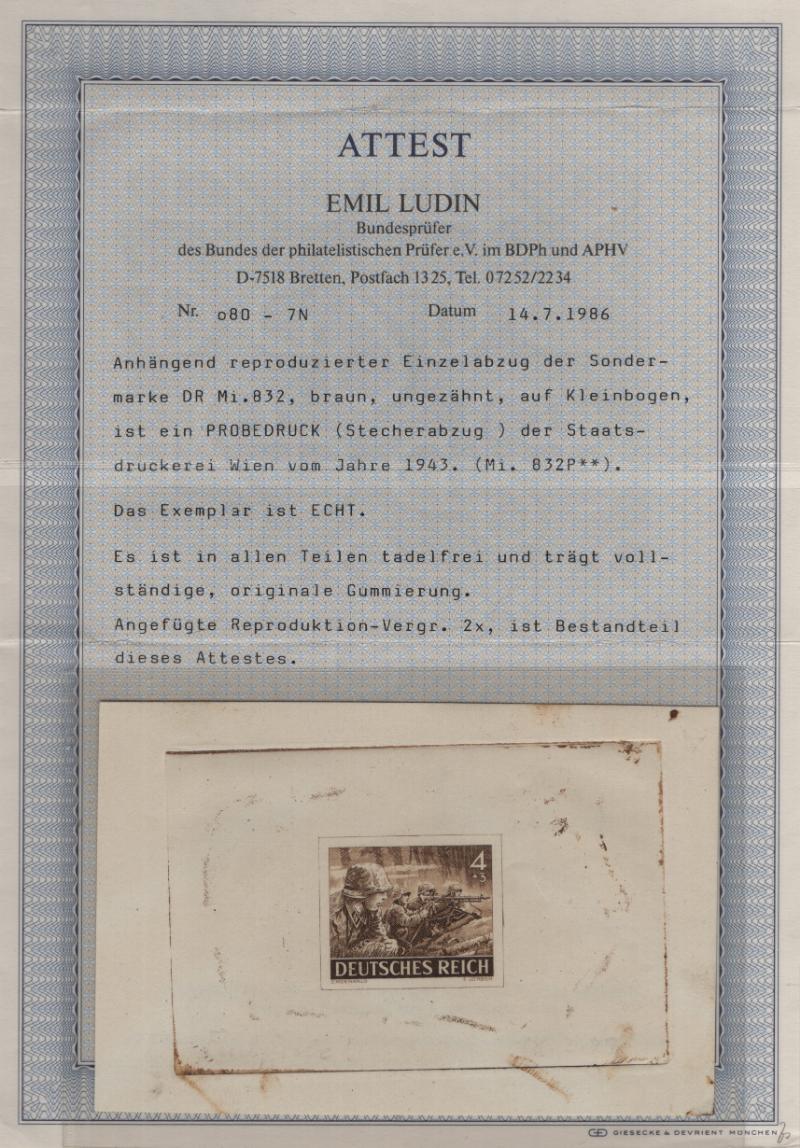 ATTEST
EMIL LUDIN
Bundesprüfer
des Bundes der philatelistischen Prüfer e.V. im BDPh und APHV
D-7518 Bretten, Postfach 1325, Tel. 07252/2234
Nr. o80 - 7N Datum 14.7.1986
Anhängend reproduzierter Einzelabzug der Sonder-
marke DR Mi.832, braun, ungezähnt, auf Kleinbogen,
ist ein PROBEDRUCK (Stecherabzug ) der Staats-
druckerei Wien vom Jahre 1943. (Mi. 832P**).
Das Exemplar ist ECHT.
Es ist in allen Teilen tadelfrei und trägt voll-
ständige, originale Gummierung.
Angefügte Reproduktion-Vergr. 2x, ist Bestandteil
dieses Attestes.
4
+3
DEUTSCHES REICH
GIESECKE & DEVRIENT MÜNCHEN